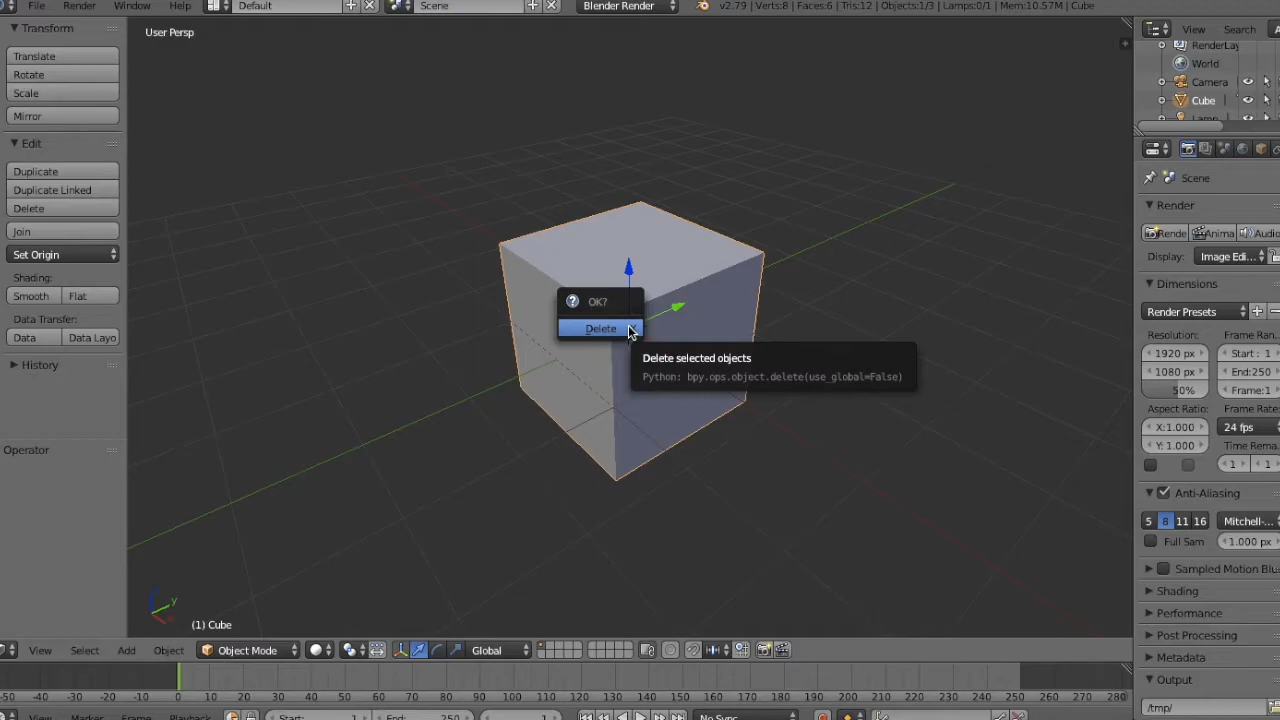 File Render Window Help Default Scene Blender Render v2.79 | Verts:8 | Faces:6 | Tris:12 | Objects:1/3 | Lamps:0/1 | Mem:10.57M | Cube
Transform
Translate
Rotate
Scale
Mirror
Edit
Duplicate
Duplicate Linked
Delete
Join
Set Origin
Shading:
Smooth Flat
Data Transfer:
Data Data Layo
History
Operator
User Persp
OK?
Delete
Delete selected objects
Python: bpy.ops.object.delete(use_global=False)
y
(1) Cube
View Search
RenderLay
World
Camera
Cube
Lamp
Scene
Render
Rende Anima Audio
Display: Image Edi...
Dimensions
Render Presets
Resolution: Frame Ran
1920 px Start: 1
1080 px End:250
50% Frame:1
Aspect Ratio: Frame Rate
X:1.000 24 fps
Y: 1.000 Time Rema
1 1
Anti-Aliasing
5 8 11 16 Mitchell-...
Full Sam 1.000 px
Sampled Motion Blu
Shading
Performance
Post Processing
Metadata
Output
/tmp/
View Select Add Object Object Mode Global
-50 -40 -30 -20 -10 0 10 20 30 40 50 60 70 80 90 100 110 120 130 140 150 160 170 180 190 200 210 220 230 240 250 260 270 280
View Marker Frame Playback Start: 1 End: 250 1 No Sync